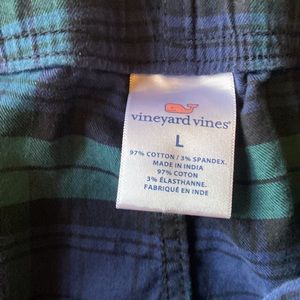 vineyard vines®
L
97% COTTON / 3% SPANDEX.
MADE IN INDIA
97% COTON
3% ÉLASTHANNE.
FABRIQUÉ EN INDE